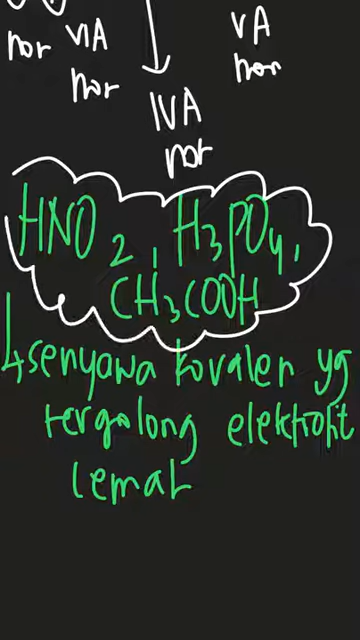 VIA
VA
nor
nor
nor
IVA
nor
HNO2, H3PO4,
CH3COOH
↳ senyawa kovalen yg
tergolong elektrolit
lemah